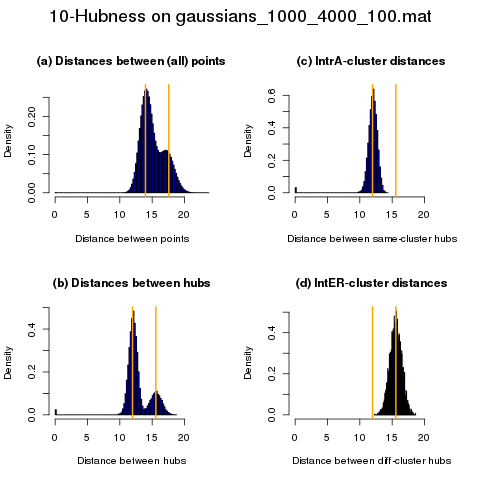 10-Hubness on gaussians_1000_4000_100.mat
(a) Distances between (all) points
Density
0.00 0.10 0.20
0 5 10 15 20
Distance between points
(c) IntrA-cluster distances
Density
0.0 0.2 0.4 0.6
0 5 10 15 20
Distance between same-cluster hubs
(b) Distances between hubs
Density
0.0 0.2 0.4
0 5 10 15 20
Distance between hubs
(d) IntER-cluster distances
Density
0.0 0.2 0.4
0 5 10 15 20
Distance between diff-cluster hubs